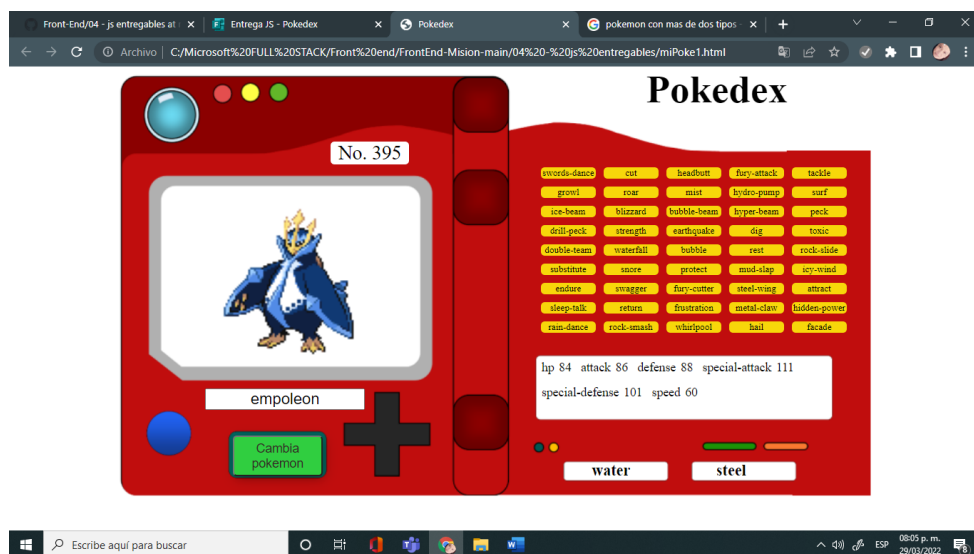 Front-End/04 - js entregables at
Entrega JS - Pokedex
Pokedex
pokemon con mas de dos tipos
Archivo
C:/Microsoft%20FULL%20STACK/Front%20end/FrontEnd-Mision-main/04%20-%20js%20entregables/miPoke1.html
Pokedex
No. 395
swords-dance cut headbutt fury-attack tackle
growl roar mist hydro-pump surf
ice-beam blizzard bubble-beam hyper-beam peck
drill-peck strength earthquake dig toxic
double-team waterfall bubble rest rock-slide
substitute snore protect mud-slap icy-wind
endure swagger fury-cutter steel-wing attract
sleep-talk return frustration metal-claw hidden-power
rain-dance rock-smash whirlpool hail facade
hp 84 attack 86 defense 88 special-attack 111
special-defense 101 speed 60
empoleon
Cambia
pokemon
water steel
Escribe aquí para buscar
ESP
08:05 p. m.
29/03/2022